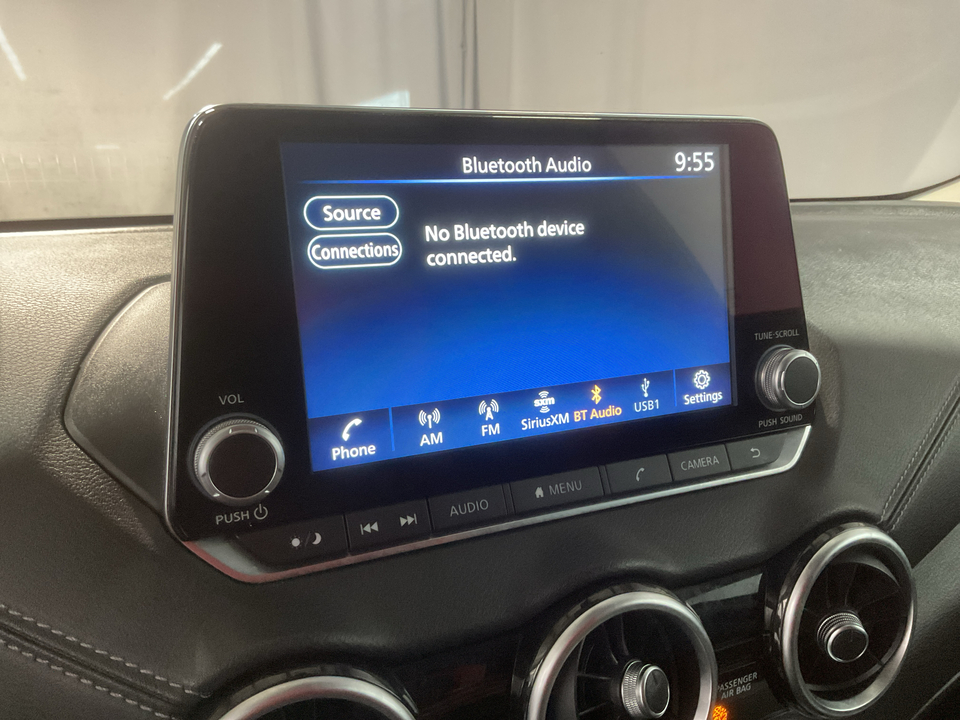 Bluetooth Audio
9:55
Source
Connections
No Bluetooth device
connected.
Phone
AM
FM
sxm
SiriusXM
BT Audio
USB1
Settings
VOL
PUSH
TUNE·SCROLL
PUSH SOUND
AUDIO
MENU
CAMERA
PASSENGER
AIR BAG